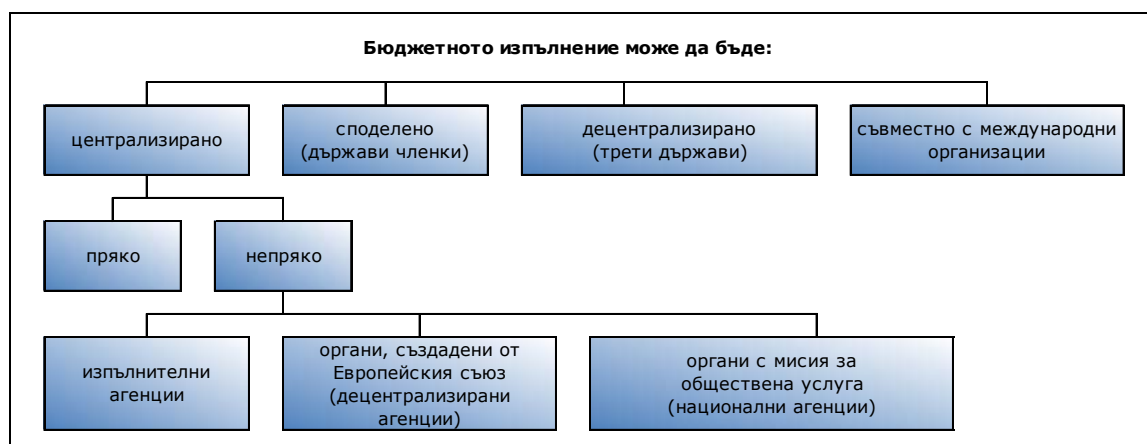 Бюджетното изпълнение може да бъде:
централизирано
споделено
(държави членки)
децентрализирано
(трети държави)
съвместно с международни
организации
пряко
непряко
изпълнителни
агенции
органи, създадени от
Европейския съюз
(децентрализирани
агенции)
органи с мисия за
обществена услуга
(национални агенции)